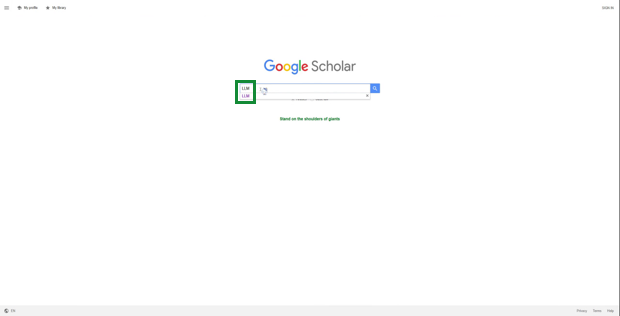 My profile
My library
SIGN IN
Google Scholar
LLM
LLM
Stand on the shoulders of giants
EN
Privacy
Terms
Help